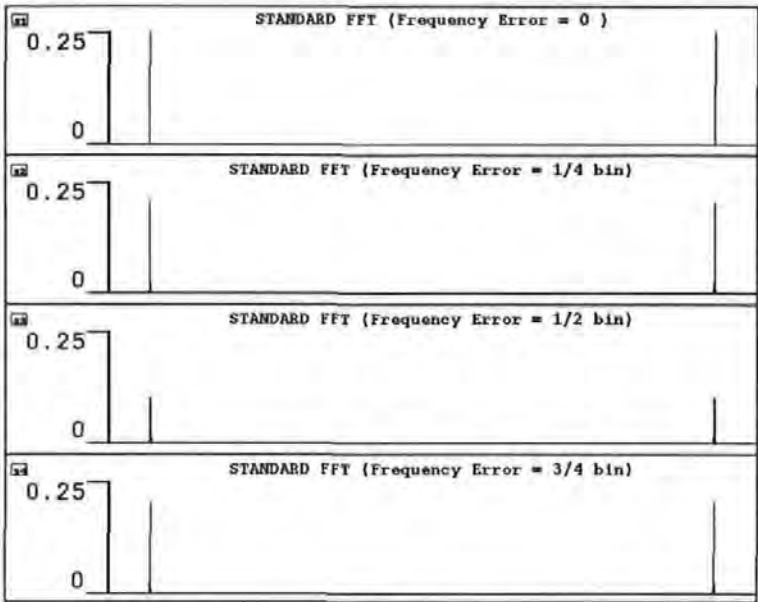 STANDARD FFT (Frequency Error = 0 )
0.25
0
STANDARD FFT (Frequency Error = 1/4 bin)
0.25
0
STANDARD FFT (Frequency Error = 1/2 bin)
0.25
0
STANDARD FFT (Frequency Error = 3/4 bin)
0.25
0